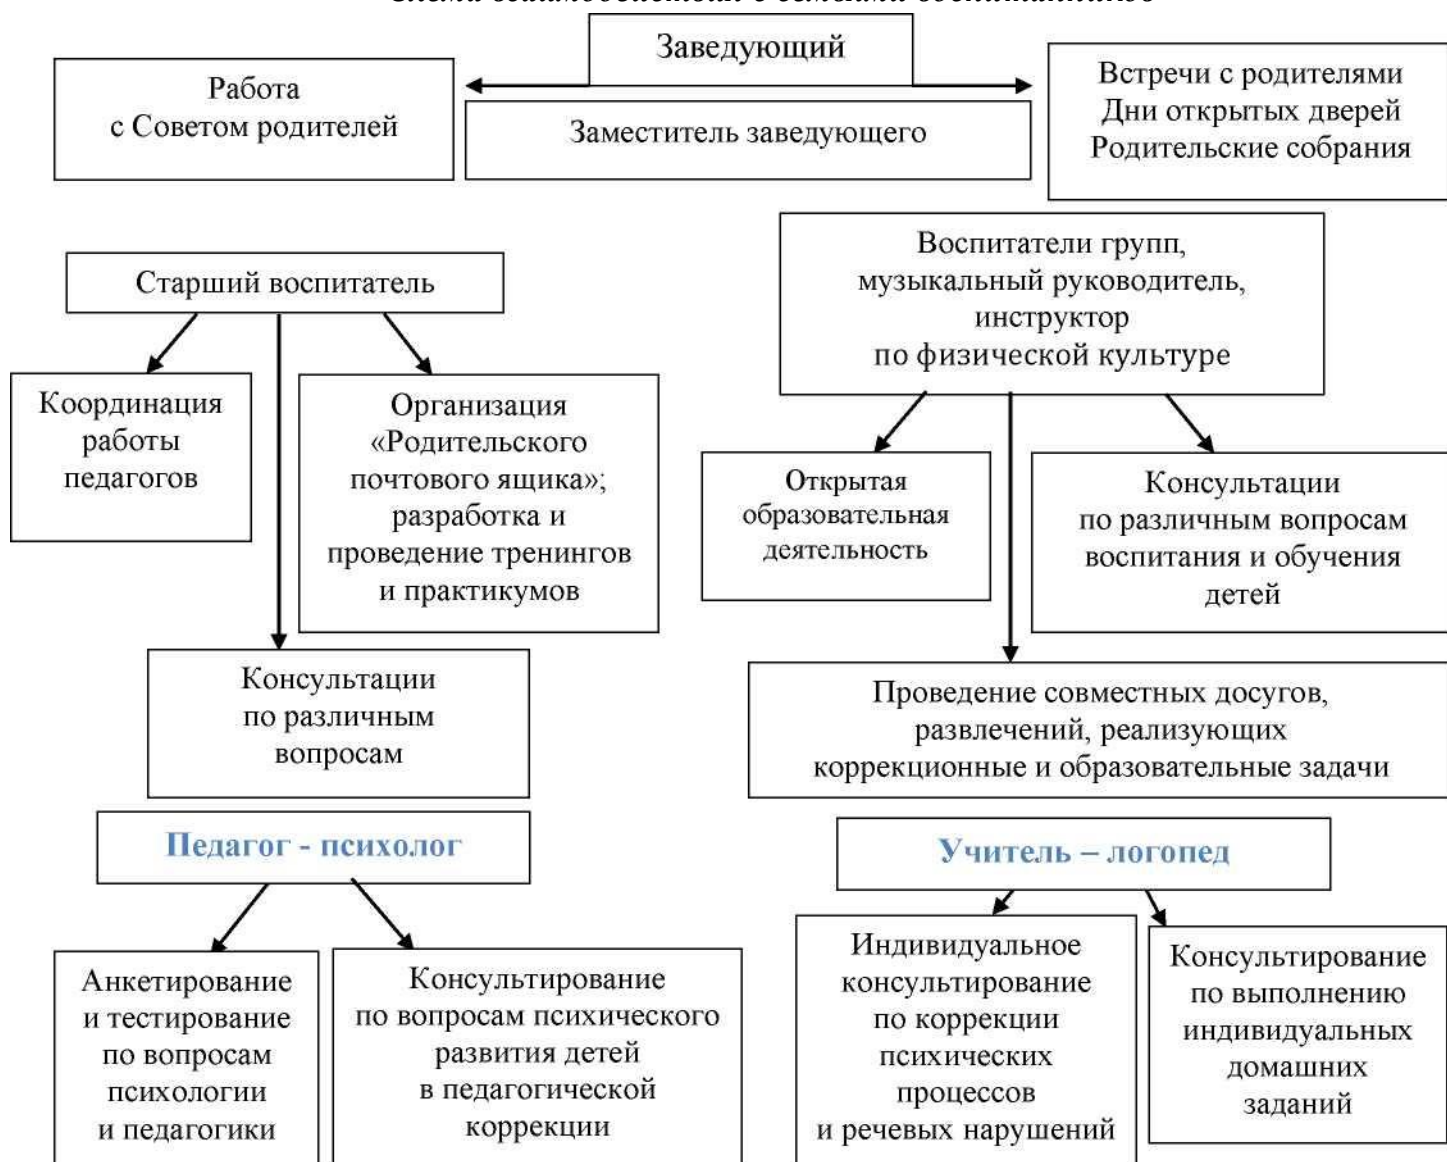 Заведующий
Работа
с Советом родителей
Заместитель заведующего
Встречи с родителями
Дни открытых дверей
Родительские собрания
Старший воспитатель
Воспитатели групп,
музыкальный руководитель,
инструктор
по физической культуре
Координация
работы
педагогов
Организация
«Родительского
почтового ящика»;
разработка и
проведение тренингов
и практикумов
Открытая
образовательная
деятельность
Консультации
по различным вопросам
воспитания и обучения
детей
Консультации
по различным
вопросам
Проведение совместных досугов,
развлечений, реализующих
коррекционные и образовательные задачи
Педагог - психолог
Учитель – логопед
Анкетирование
и тестирование
по вопросам
психологии
и педагогики
Консультирование
по вопросам психического
развития детей
в педагогической
коррекции
Индивидуальное
консультирование
по коррекции
психических
процессов
и речевых нарушений
Консультирование
по выполнению
индивидуальных
домашних
заданий